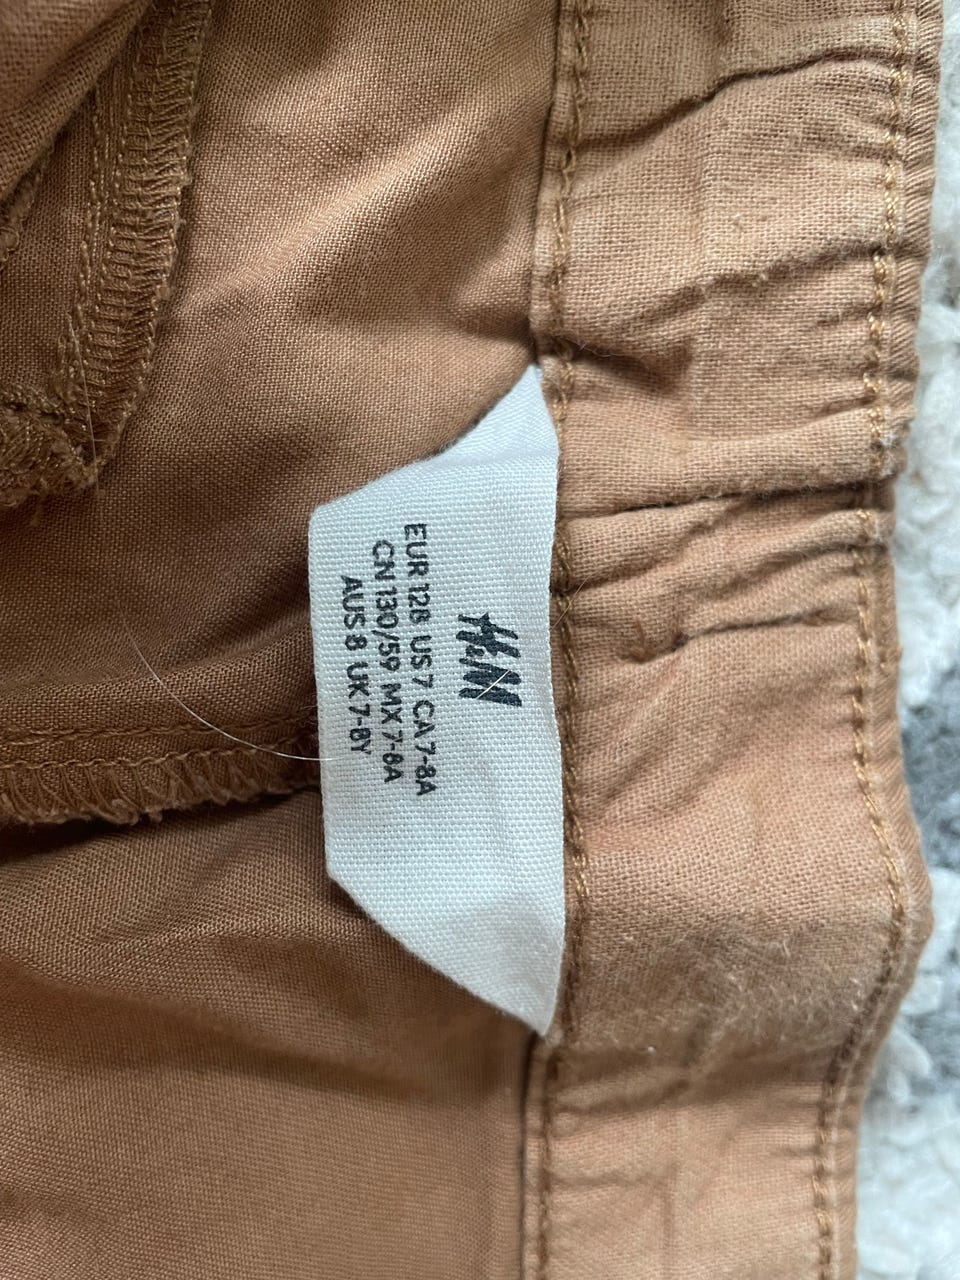 H&M
EUR 128 US 7 CA 7-8A
CN 130/59 MX 7-8A
AUS 8 UK 7-8Y